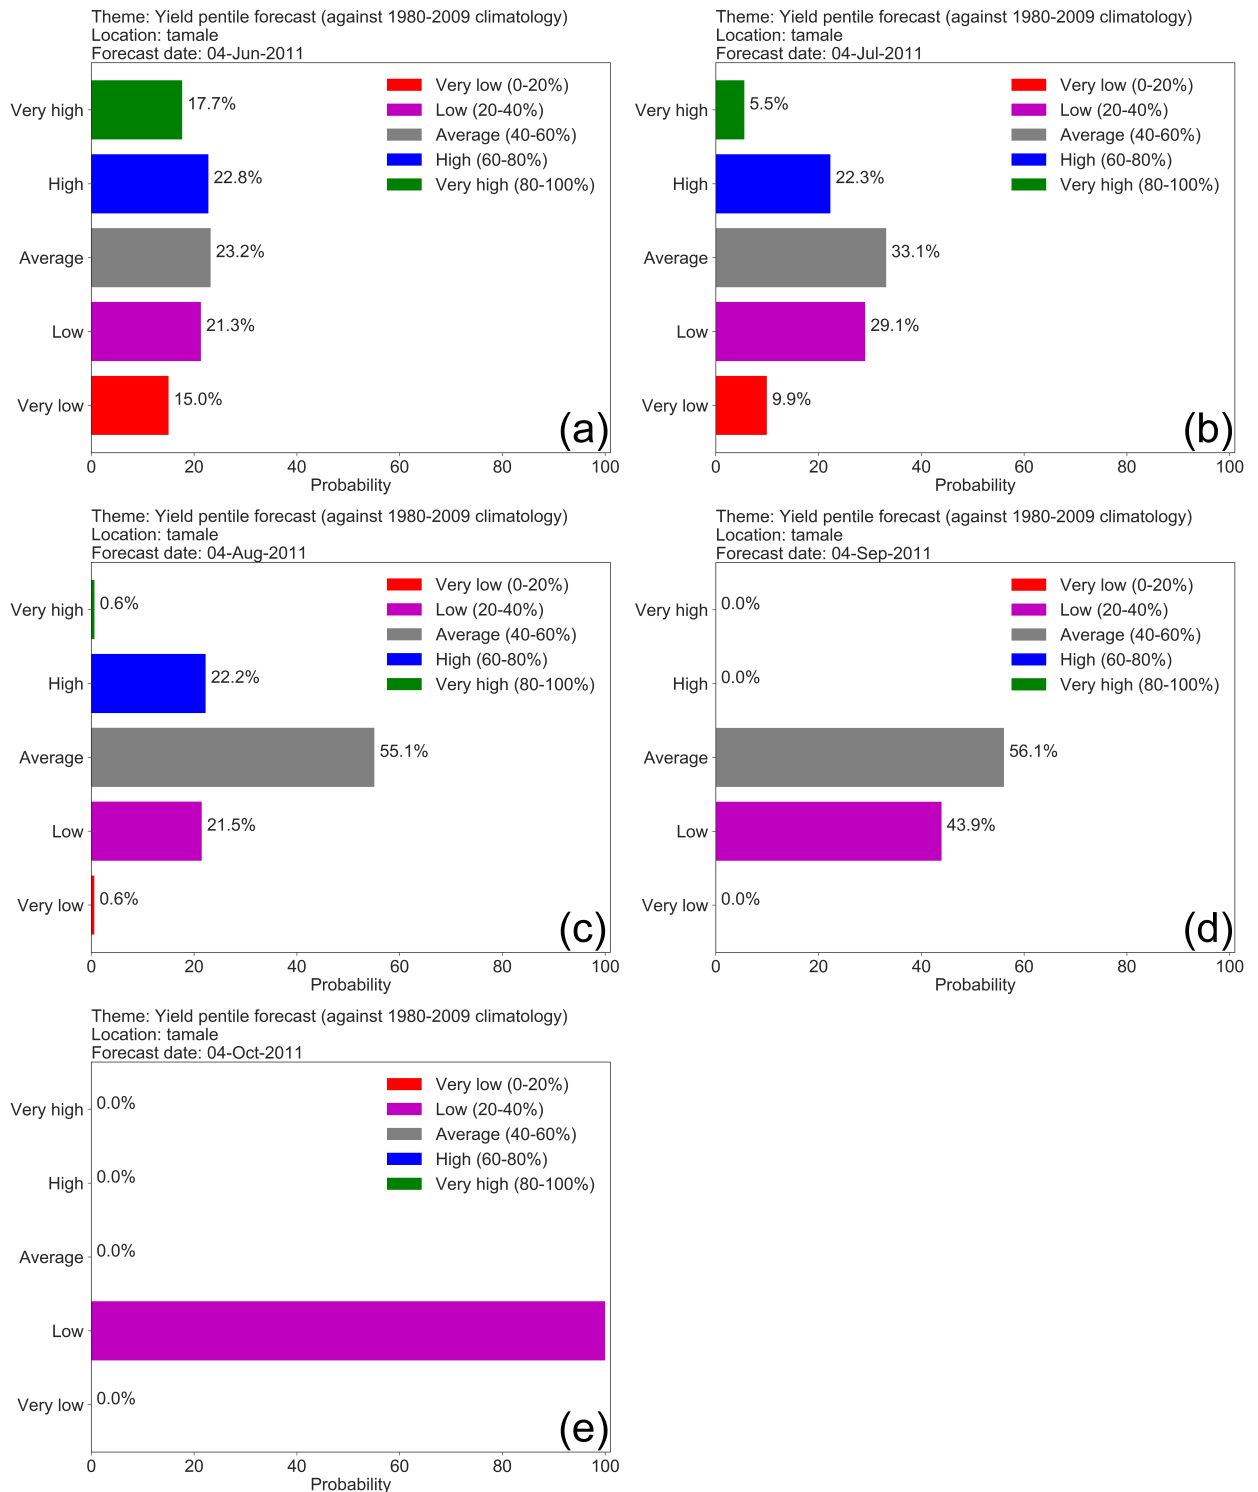 Theme: Yield pentile forecast (against 1980-2009 climatology)
Location: tamale
Forecast date: 04-Jun-2011
Very low (0-20%)
Low (20-40%)
Average (40-60%)
High (60-80%)
Very high (80-100%)
Very high
17.7%
High
22.8%
Average
23.2%
Low
21.3%
Very low
15.0%
(a)
0 20 40 60 80 100
Probability
Theme: Yield pentile forecast (against 1980-2009 climatology)
Location: tamale
Forecast date: 04-Jul-2011
Very low (0-20%)
Low (20-40%)
Average (40-60%)
High (60-80%)
Very high (80-100%)
Very high
5.5%
High
22.3%
Average
33.1%
Low
29.1%
Very low
9.9%
(b)
0 20 40 60 80 100
Probability
Theme: Yield pentile forecast (against 1980-2009 climatology)
Location: tamale
Forecast date: 04-Aug-2011
Very low (0-20%)
Low (20-40%)
Average (40-60%)
High (60-80%)
Very high (80-100%)
Very high
0.6%
High
22.2%
Average
55.1%
Low
21.5%
Very low
0.6%
(c)
0 20 40 60 80 100
Probability
Theme: Yield pentile forecast (against 1980-2009 climatology)
Location: tamale
Forecast date: 04-Sep-2011
Very low (0-20%)
Low (20-40%)
Average (40-60%)
High (60-80%)
Very high (80-100%)
Very high
0.0%
High
0.0%
Average
56.1%
Low
43.9%
Very low
0.0%
(d)
0 20 40 60 80 100
Probability
Theme: Yield pentile forecast (against 1980-2009 climatology)
Location: tamale
Forecast date: 04-Oct-2011
Very low (0-20%)
Low (20-40%)
Average (40-60%)
High (60-80%)
Very high (80-100%)
Very high
0.0%
High
0.0%
Average
0.0%
Low
Very low
0.0%
(e)
0 20 40 60 80 100
Probability